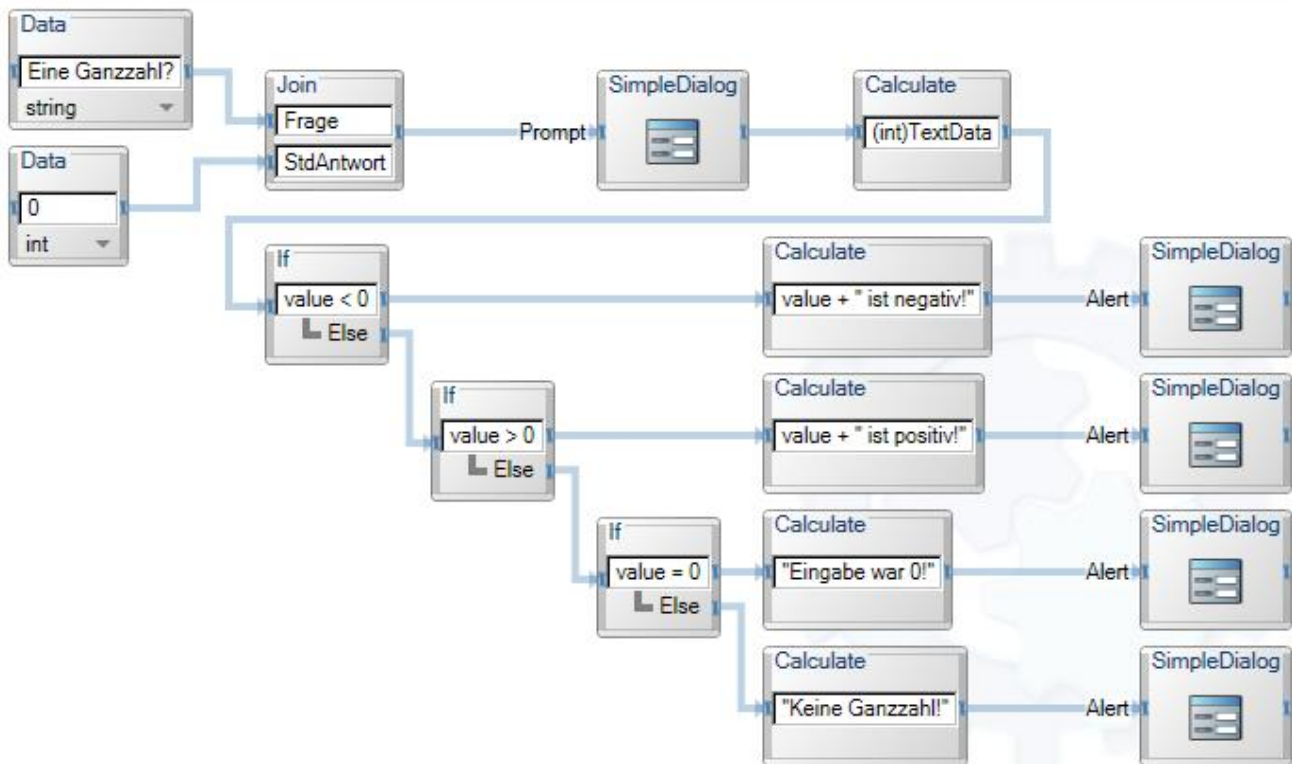 Data
Eine Ganzzahl?
string
Data
0
int
Join
Frage
StdAntwort
Prompt
SimpleDialog
Calculate
(int)TextData
If
value < 0
Else
Calculate
value + " ist negativ!"
Alert
SimpleDialog
If
value > 0
Else
Calculate
value + " ist positiv!"
Alert
SimpleDialog
If
value = 0
Else
Calculate
"Eingabe war 0!"
Alert
SimpleDialog
Calculate
"Keine Ganzzahl!"
Alert
SimpleDialog